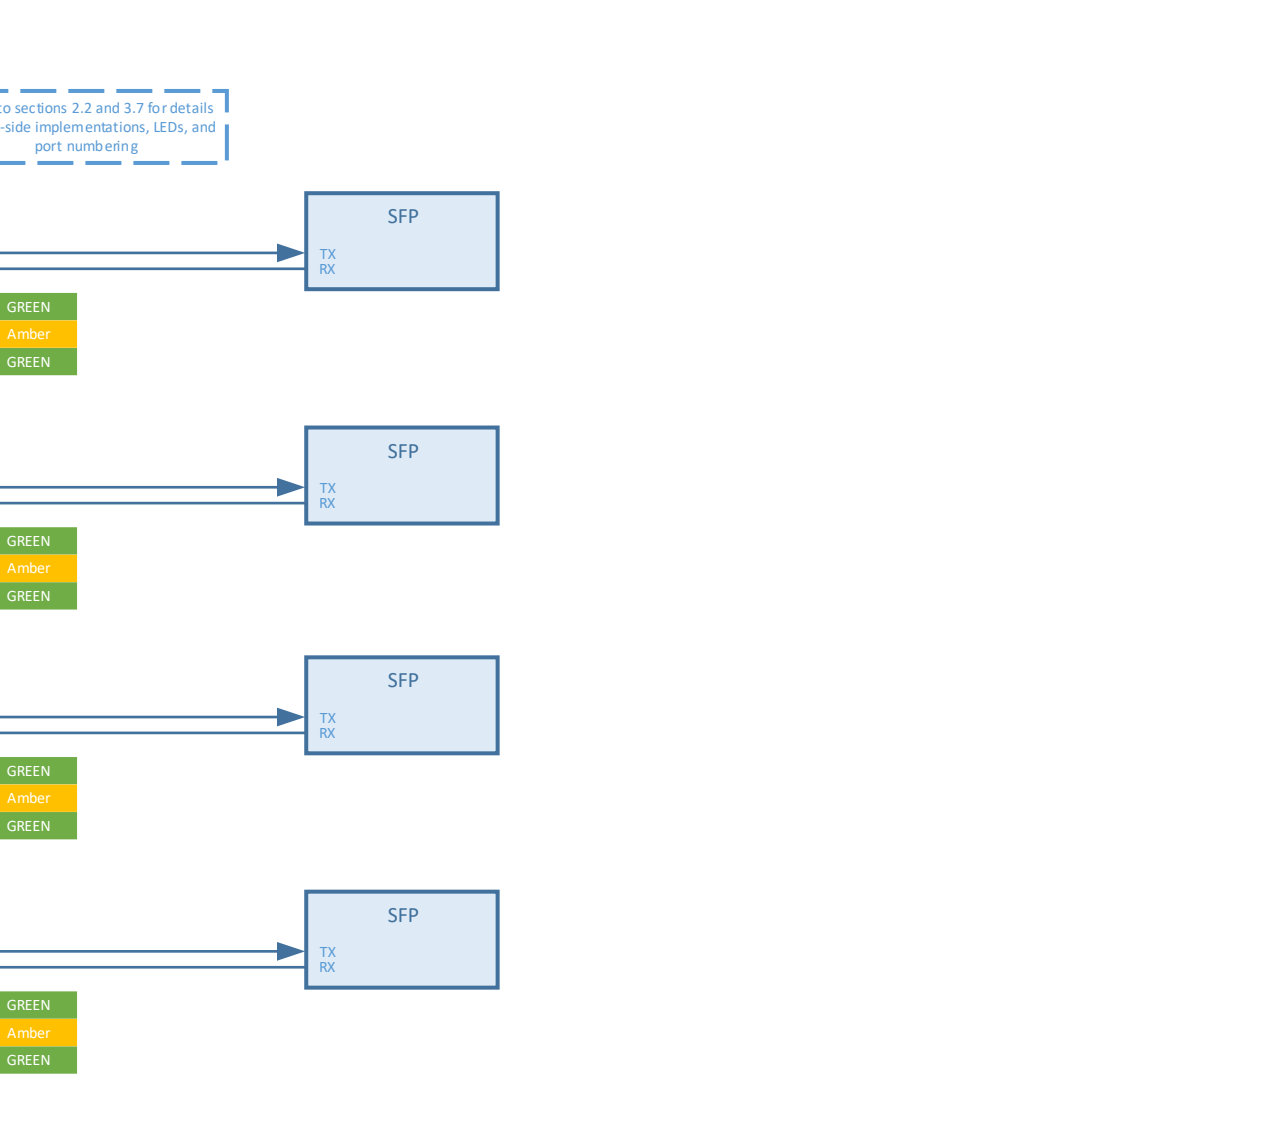 to sections 2.2 and 3.7 for details
-side implementations, LEDs, and
port numbering
SFP
TX
RX
GREEN
Amber
GREEN
SFP
TX
RX
GREEN
Amber
GREEN
SFP
TX
RX
GREEN
Amber
GREEN
SFP
TX
RX
GREEN
Amber
GREEN